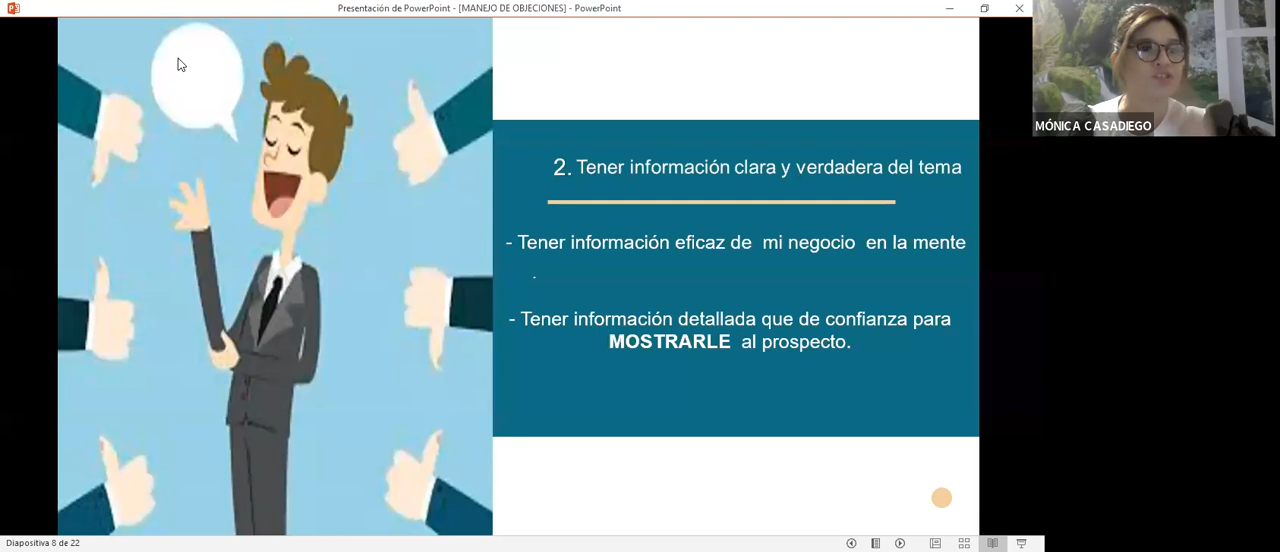 Presentación de PowerPoint - [MANEJO DE OBJECIONES] - PowerPoint
MÓNICA CASADIEGO
2. Tener información clara y verdadera del tema
- Tener información eficaz de mi negocio en la mente
.
- Tener información detallada que de confianza para
MOSTRARLE al prospecto.
Diapositiva 8 de 22